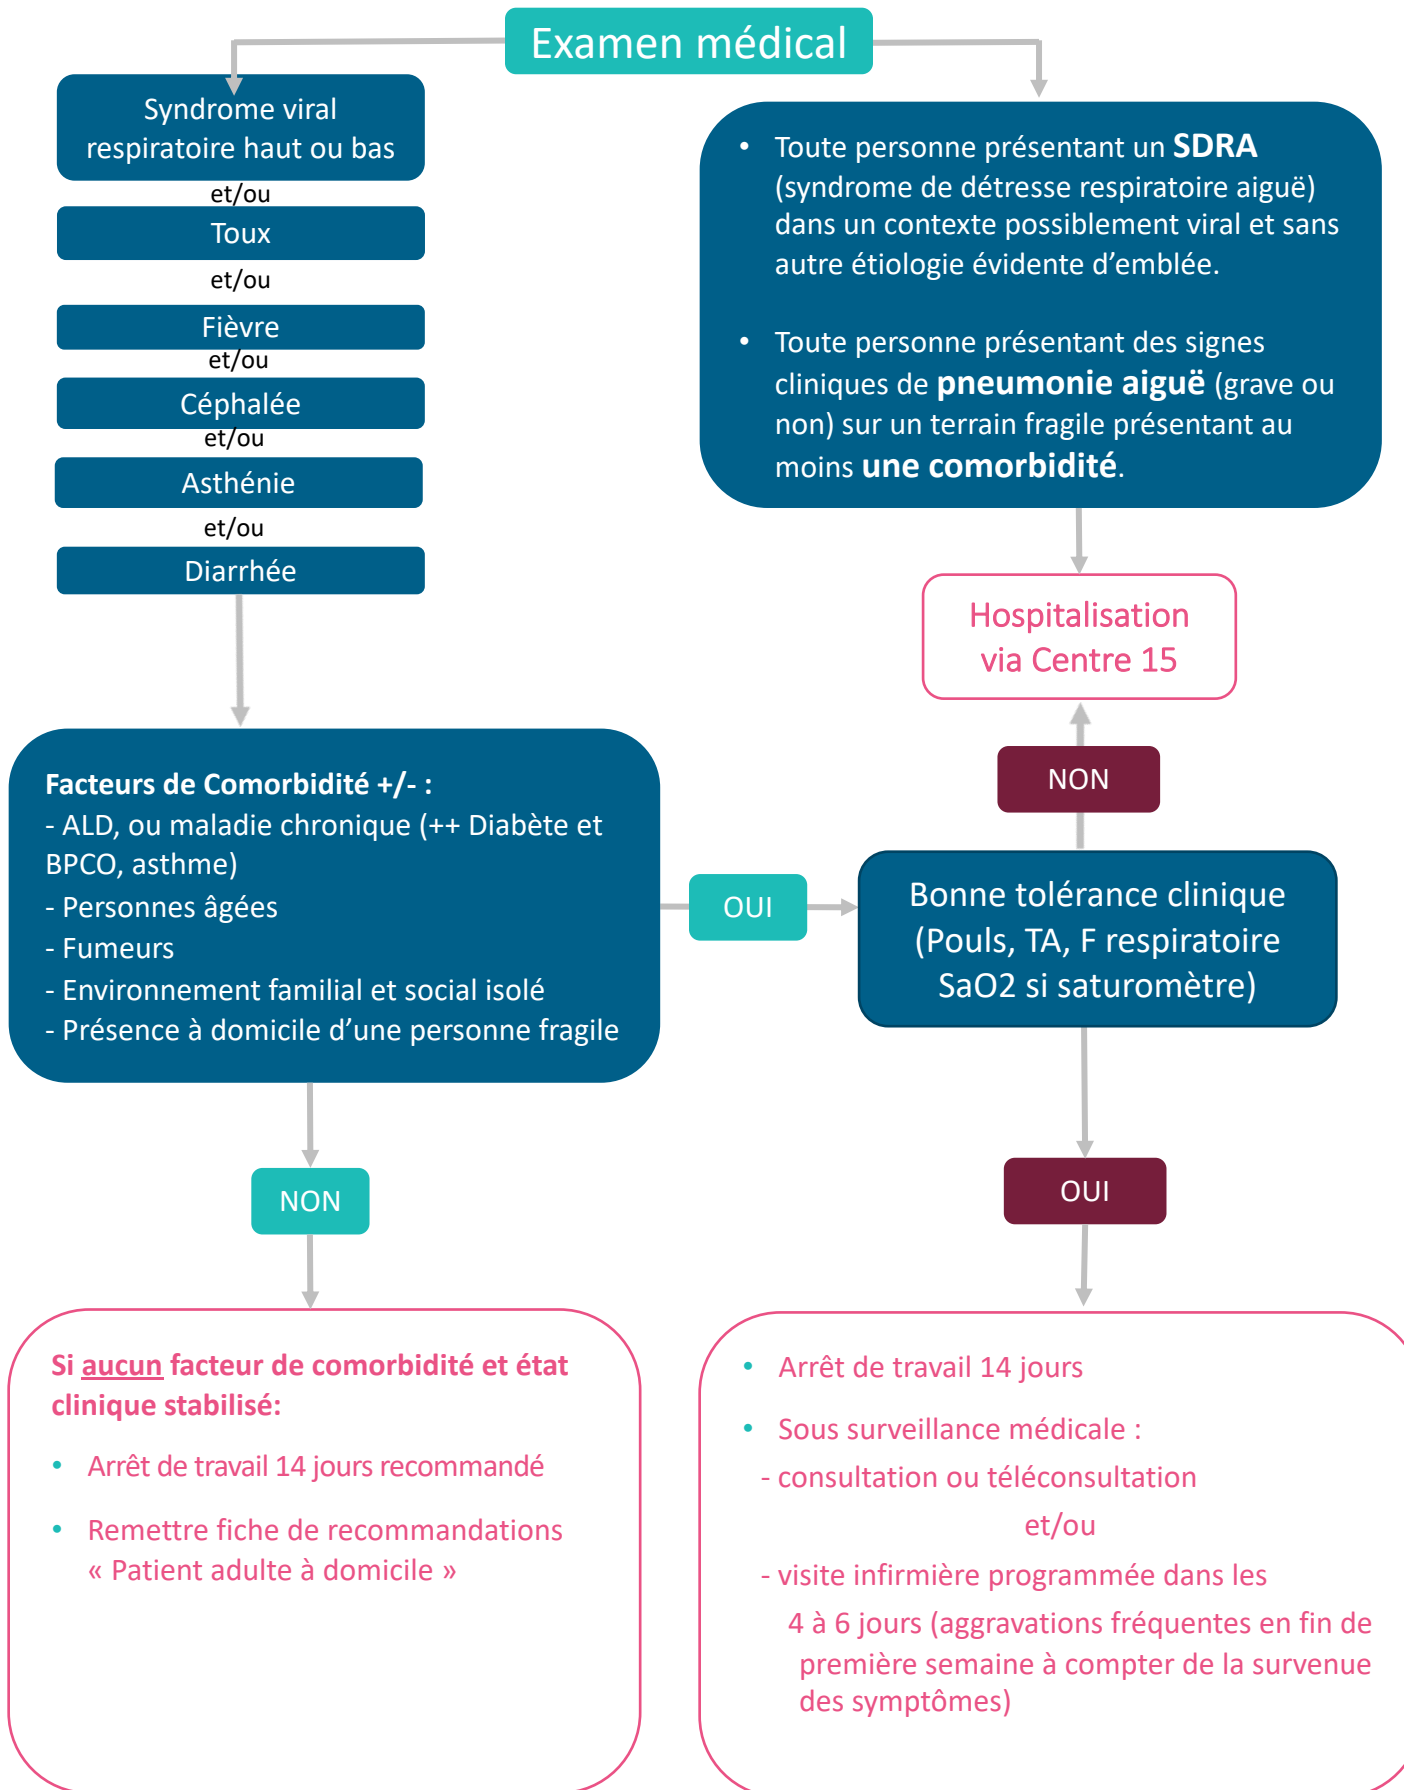 Examen médical
Syndrome viral
respiratoire haut ou bas
et/ou
Toux
et/ou
Fièvre
et/ou
Céphalée
et/ou
Asthénie
et/ou
Diarrhée
• Toute personne présentant un SDRA
(syndrome de détresse respiratoire aiguë)
dans un contexte possiblement viral et sans
autre étiologie évidente d’emblée.
• Toute personne présentant des signes
cliniques de pneumonie aiguë (grave ou
non) sur un terrain fragile présentant au
moins une comorbidité.
Hospitalisation
via Centre 15
NON
Facteurs de Comorbidité +/- :
- ALD, ou maladie chronique (++ Diabète et
BPCO, asthme)
- Personnes âgées
- Fumeurs
- Environnement familial et social isolé
- Présence à domicile d’une personne fragile
OUI
Bonne tolérance clinique
(Pouls, TA, F respiratoire
SaO2 si saturomètre)
NON
OUI
Si aucun facteur de comorbidité et état
clinique stabilisé:
• Arrêt de travail 14 jours recommandé
• Remettre fiche de recommandations
« Patient adulte à domicile »
• Arrêt de travail 14 jours
• Sous surveillance médicale :
- consultation ou téléconsultation
et/ou
- visite infirmière programmée dans les
4 à 6 jours (aggravations fréquentes en fin de
première semaine à compter de la survenue
des symptômes)